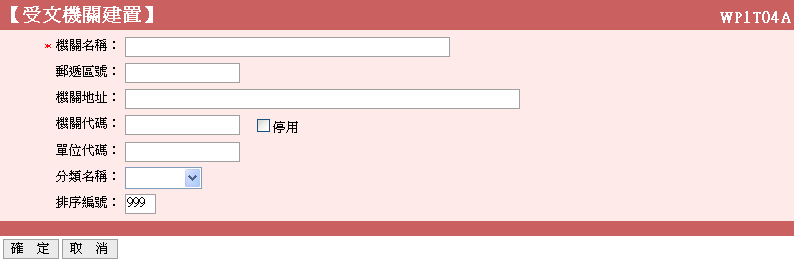 【受文機關建置】 WP1T04A
* 機關名稱：
郵遞區號：
機關地址：
機關代碼： 停用
單位代碼：
分類名稱：
排序編號： 999
確 定 取 消